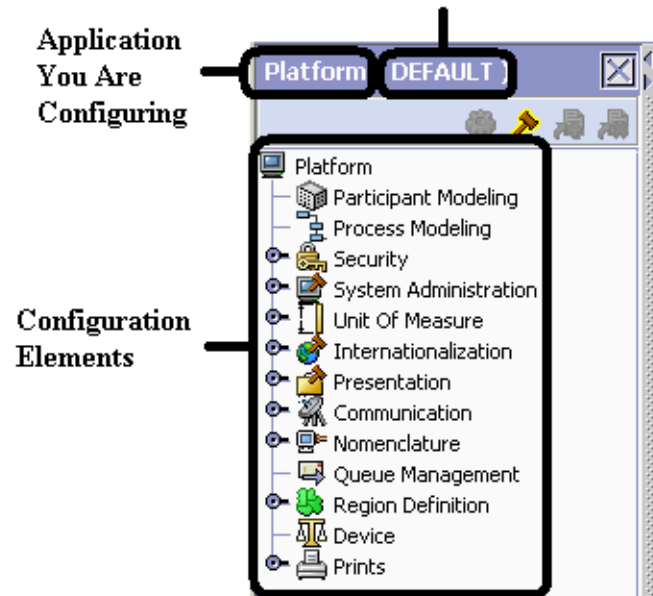 Application
You Are
Configuring
Platform DEFAULT )
Platform
Participant Modeling
Process Modeling
Security
System Administration
Unit Of Measure
Internationalization
Presentation
Communication
Nomenclature
Queue Management
Region Definition
Device
Prints
Configuration
Elements